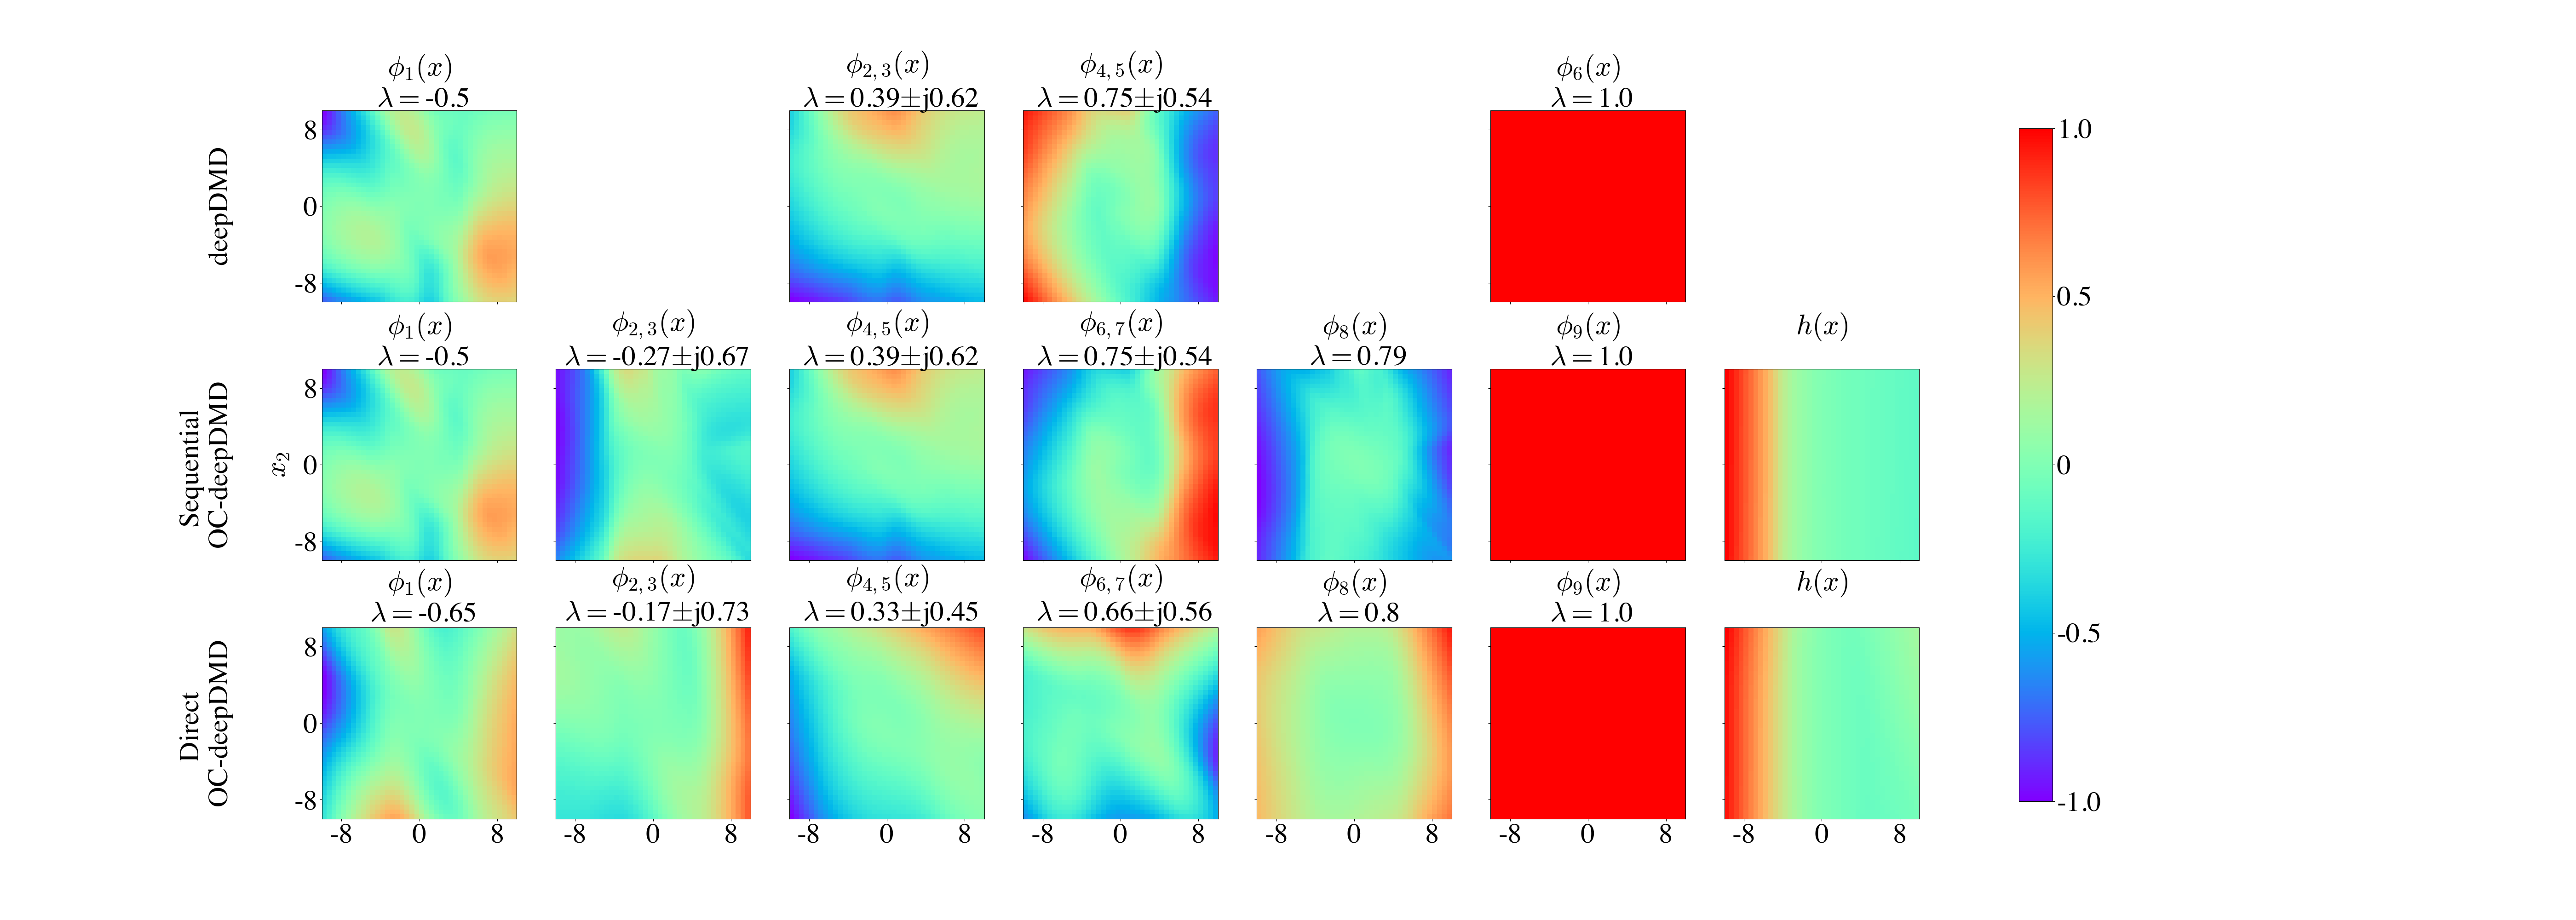 ϕ₁(x) ϕ₂,₃(x) ϕ₄,₅(x) ϕ₆(x)
λ = -0.5 λ = 0.39±j0.62 λ = 0.75±j0.54 λ = 1.0
deepDMD
8
0
-8
ϕ₁(x) ϕ₂,₃(x) ϕ₄,₅(x) ϕ₆,₇(x) ϕ₈(x) ϕ₉(x) h(x)
λ = -0.5 λ = -0.27±j0.67 λ = 0.39±j0.62 λ = 0.75±j0.54 λ = 0.79 λ = 1.0
Sequential
OC-deepDMD
x₂
8
0
-8
ϕ₁(x) ϕ₂,₃(x) ϕ₄,₅(x) ϕ₆,₇(x) ϕ₈(x) ϕ₉(x) h(x)
λ = -0.65 λ = -0.17±j0.73 λ = 0.33±j0.45 λ = 0.66±j0.56 λ = 0.8 λ = 1.0
Direct
OC-deepDMD
8
0
-8
-8 0 8 -8 0 8 -8 0 8 -8 0 8 -8 0 8 -8 0 8 -8 0 8
1.0
0.5
0
-0.5
-1.0